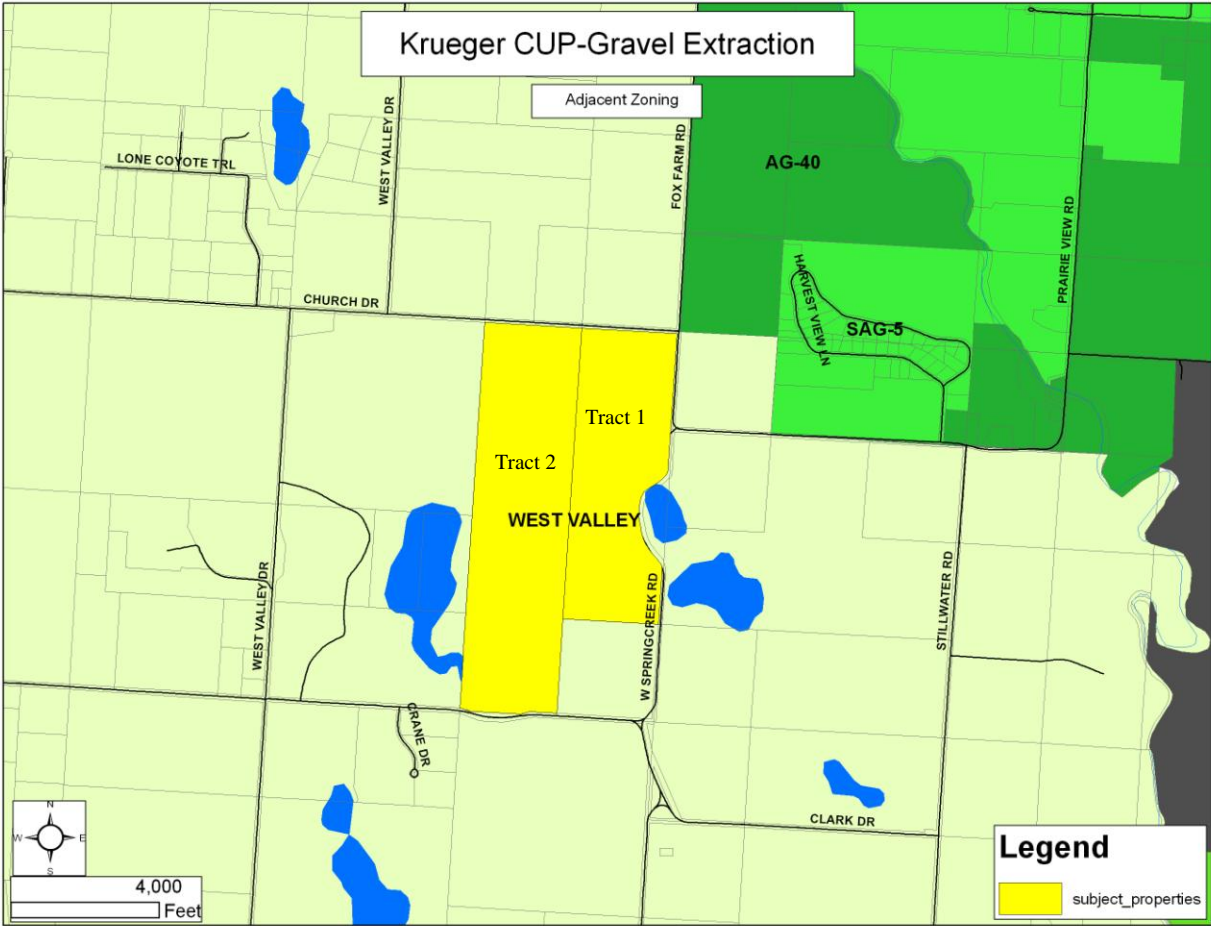 Krueger CUP-Gravel Extraction
Adjacent Zoning
LONE COYOTE TRL
WEST VALLEY DR
FOX FARM RD
AG-40
PRAIRIE VIEW RD
CHURCH DR
HARVEST VIEW LN
SAG-5
Tract 1
Tract 2
WEST VALLEY
WEST VALLEY DR
W SPRINGCREEK RD
STILLWATER RD
CRANE DR
CLARK DR
N
W
E
S
4,000
Feet
Legend
subject_properties